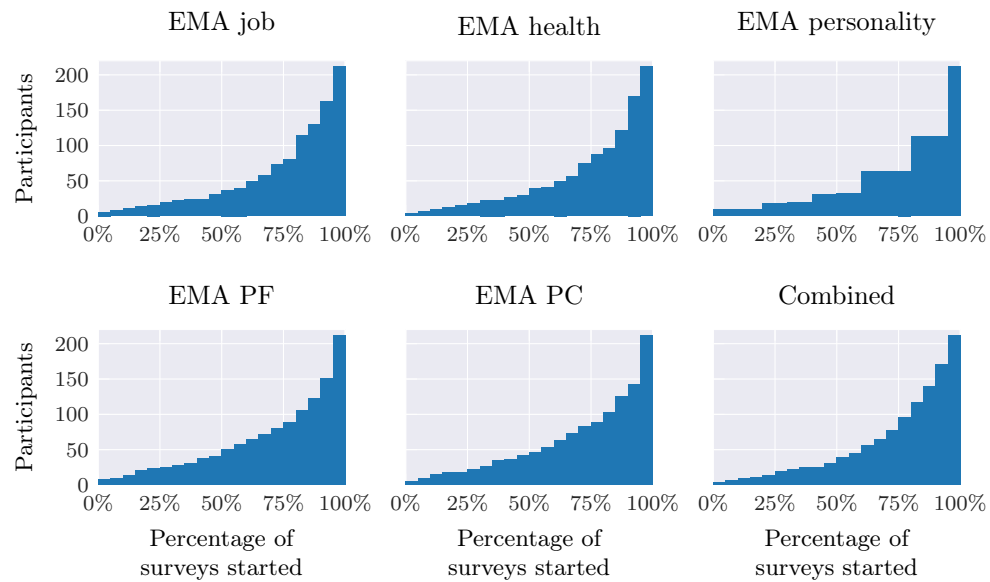 EMA job
EMA health
EMA personality
Participants
200
150
100
50
0
0% 25% 50% 75% 100%
0% 25% 50% 75% 100%
0% 25% 50% 75% 100%
EMA PF
EMA PC
Combined
Participants
200
150
100
50
0
0% 25% 50% 75% 100%
0% 25% 50% 75% 100%
0% 25% 50% 75% 100%
Percentage of
surveys started
Percentage of
surveys started
Percentage of
surveys started